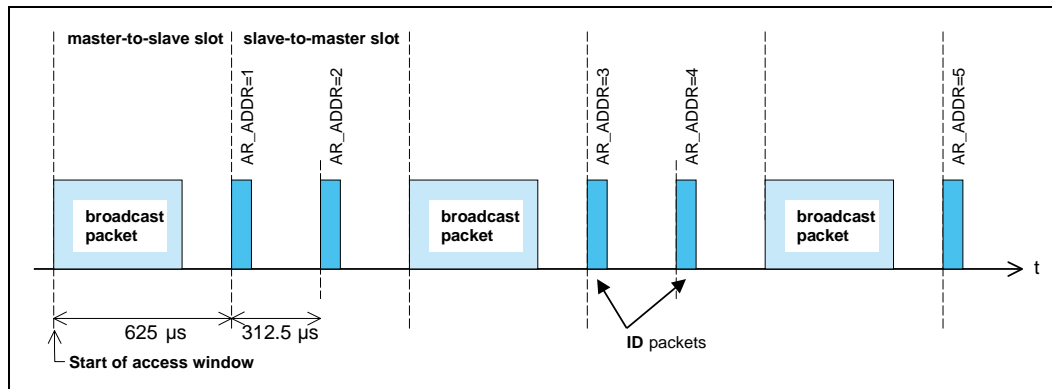 master-to-slave slot
slave-to-master slot
AR_ADDR=1
AR_ADDR=2
AR_ADDR=3
AR_ADDR=4
AR_ADDR=5
broadcast
packet
broadcast
packet
broadcast
packet
t
625 µs
312.5 µs
ID packets
Start of access window